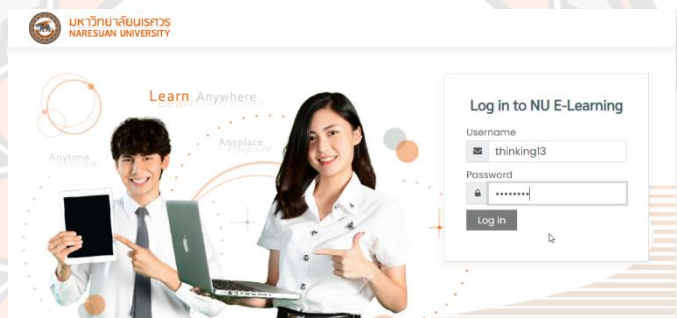 มหาวิทยาลัยนเรศวร
NARESUAN UNIVERSITY
Learn Anywhere
Anyplace
Anytime
Log in to NU E-Learning
Username
thinking13
Password
••••••••
Log in